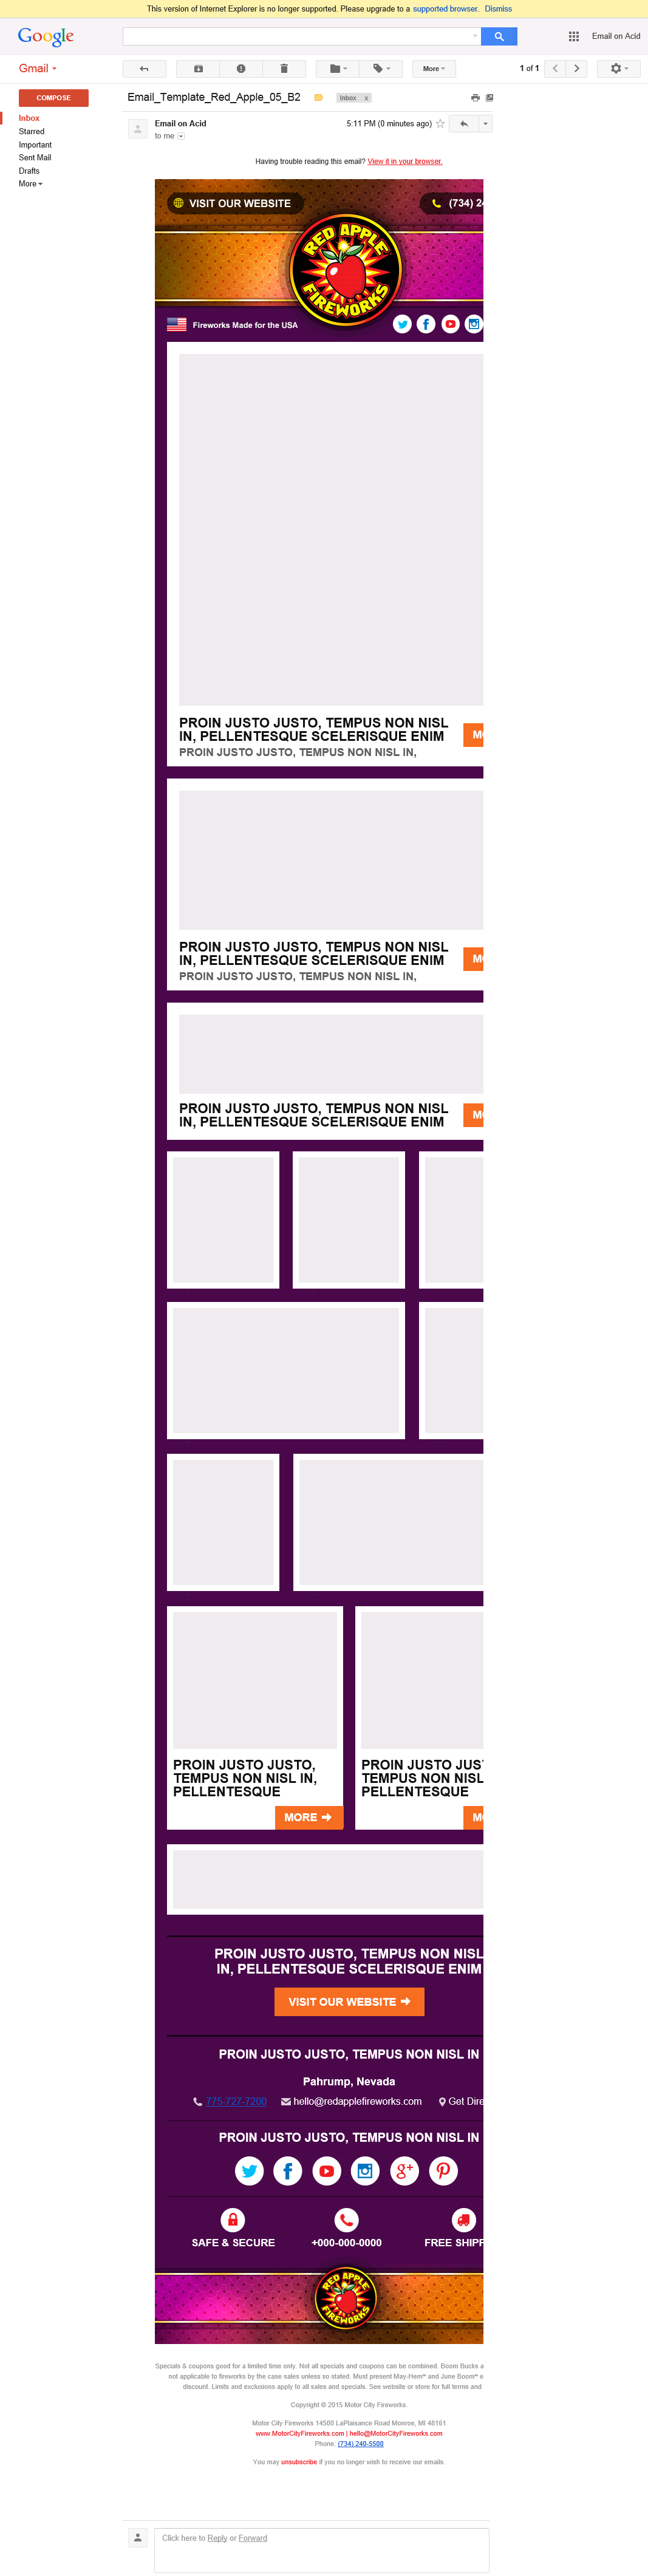 This version of Internet Explorer is no longer supported. Please upgrade to a supported browser. Dismiss
Google
Email on Acid
Gmail
More
1 of 1
COMPOSE
Inbox
Starred
Important
Sent Mail
Drafts
More
Email_Template_Red_Apple_05_B2
Inbox x
Email on Acid
5:11 PM (0 minutes ago)
to me
Having trouble reading this email? View it in your browser.
VISIT OUR WEBSITE
(734) 24
RED APPLE
FIREWORKS
Fireworks Made for the USA
PROIN JUSTO JUSTO, TEMPUS NON NISL
IN, PELLENTESQUE SCELERISQUE ENIM
PROIN JUSTO JUSTO, TEMPUS NON NISL IN,
PROIN JUSTO JUSTO, TEMPUS NON NISL
IN, PELLENTESQUE SCELERISQUE ENIM
PROIN JUSTO JUSTO, TEMPUS NON NISL IN,
PROIN JUSTO JUSTO, TEMPUS NON NISL
IN, PELLENTESQUE SCELERISQUE ENIM
PROIN JUSTO JUSTO,
TEMPUS NON NISL IN,
PELLENTESQUE
MORE
PROIN JUSTO JUST
TEMPUS NON NISL
PELLENTESQUE
PROIN JUSTO JUSTO, TEMPUS NON NISL
IN, PELLENTESQUE SCELERISQUE ENIM
VISIT OUR WEBSITE
PROIN JUSTO JUSTO, TEMPUS NON NISL IN
Pahrump, Nevada
775-727-7200
hello@redapplefireworks.com
Get Dire
PROIN JUSTO JUSTO, TEMPUS NON NISL IN
SAFE & SECURE
+000-000-0000
FREE SHIPP
RED APPLE
FIREWORKS
Specials & coupons good for a limited time only. Not all specials and coupons can be combined. Boom Bucks a
not applicable to fireworks by the case sales unless so stated. Must present May-Hem* and June Boom* e
discount. Limits and exclusions apply to all sales and specials. See website or store for full terms and
Copyright © 2015 Motor City Fireworks.
Motor City Fireworks 14500 LaPlaisance Road Monroe, MI 48161
www.MotorCityFireworks.com | hello@MotorCityFireworks.com
Phone: (734) 240-5500
You may unsubscribe if you no longer wish to receive our emails.
Click here to Reply or Forward